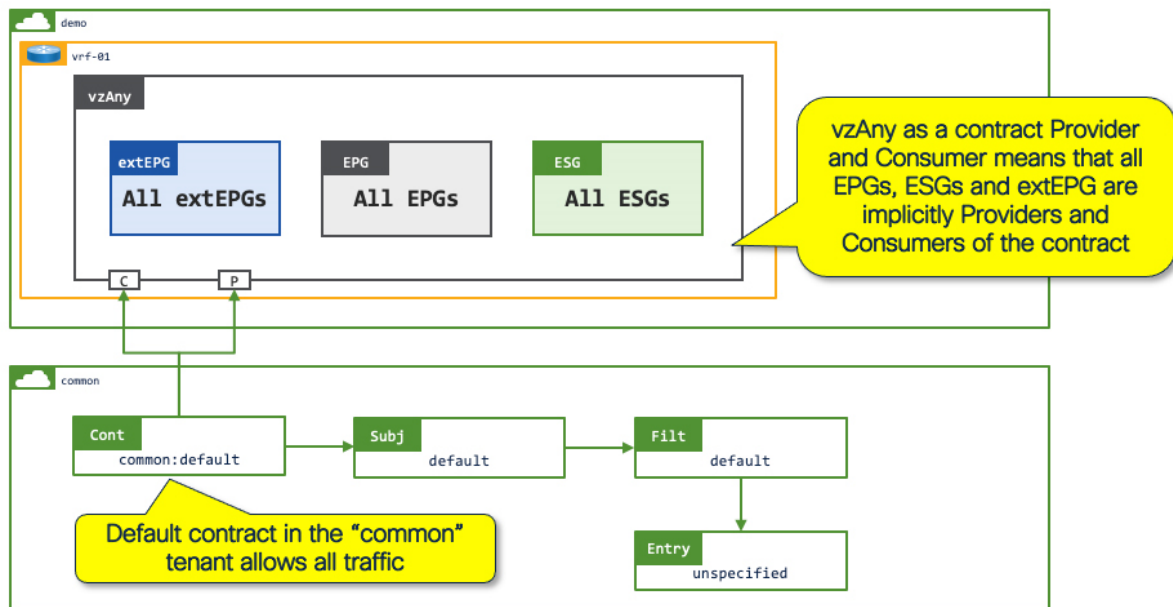 demo
vrf-01
vzAny
extEPG
All extEPGs
EPG
All EPGs
ESG
All ESGs
C
P
vzAny as a contract Provider
and Consumer means that all
EPGs, ESGs and extEPG are
implicitly Providers and
Consumers of the contract
common
Cont
common:default
Subj
default
Filt
default
Default contract in the “common”
tenant allows all traffic
Entry
unspecified